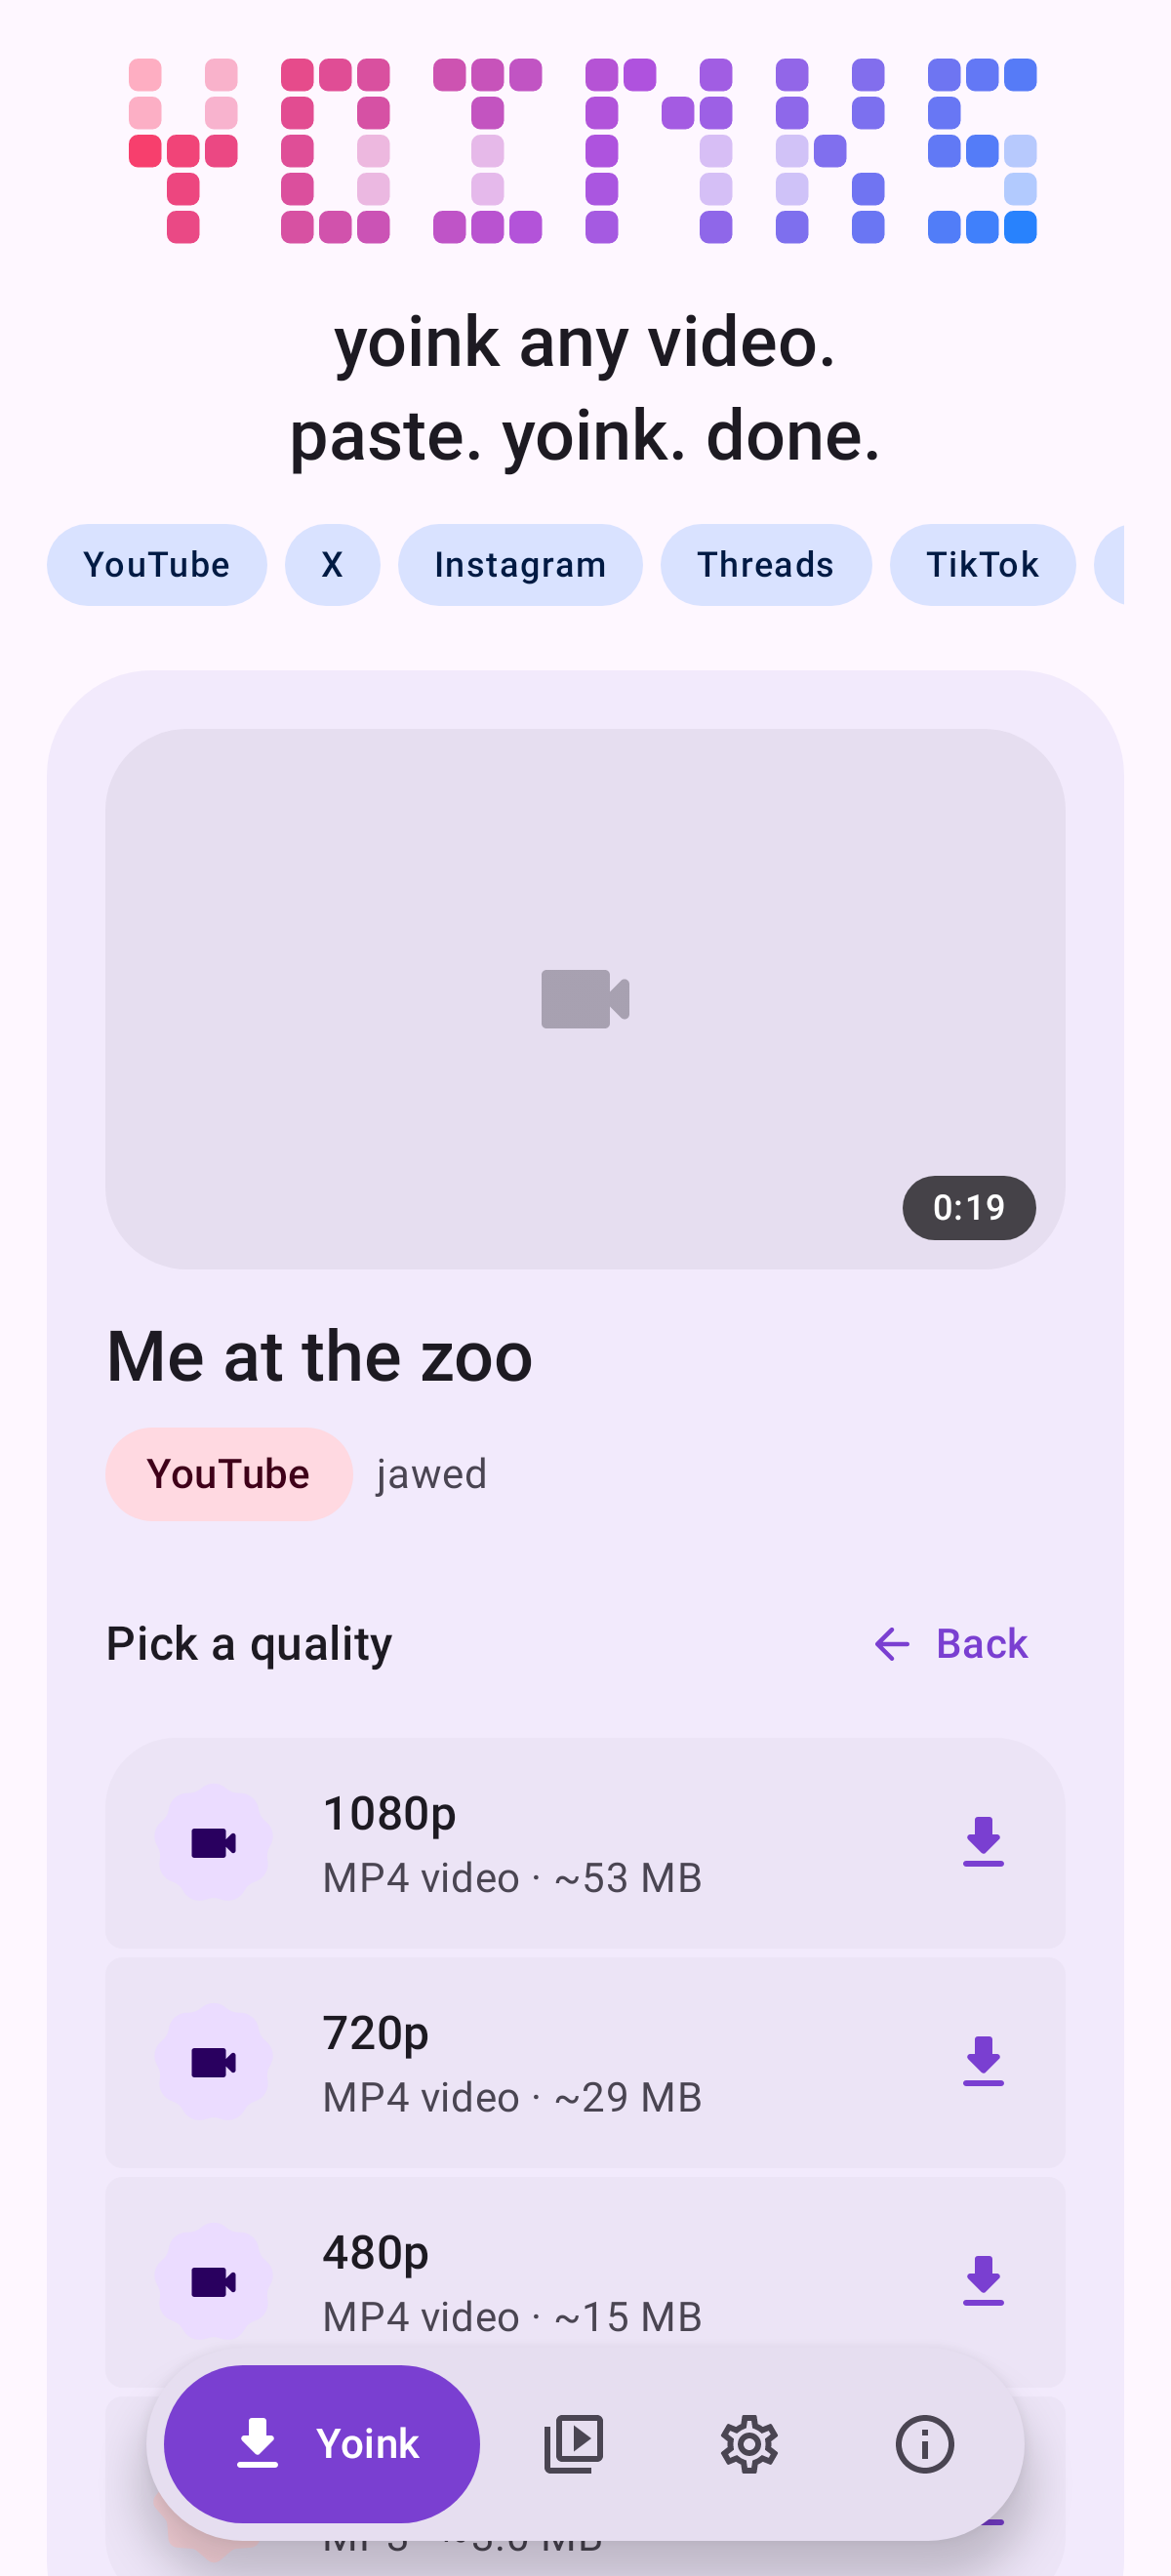 YOINKS
yoink any video.
paste. yoink. done.
YouTube X Instagram Threads TikTok
0:19
Me at the zoo
YouTube jawed
Pick a quality Back
1080p
MP4 video · ~53 MB
720p
MP4 video · ~29 MB
480p
MP4 video · ~15 MB
Yoink